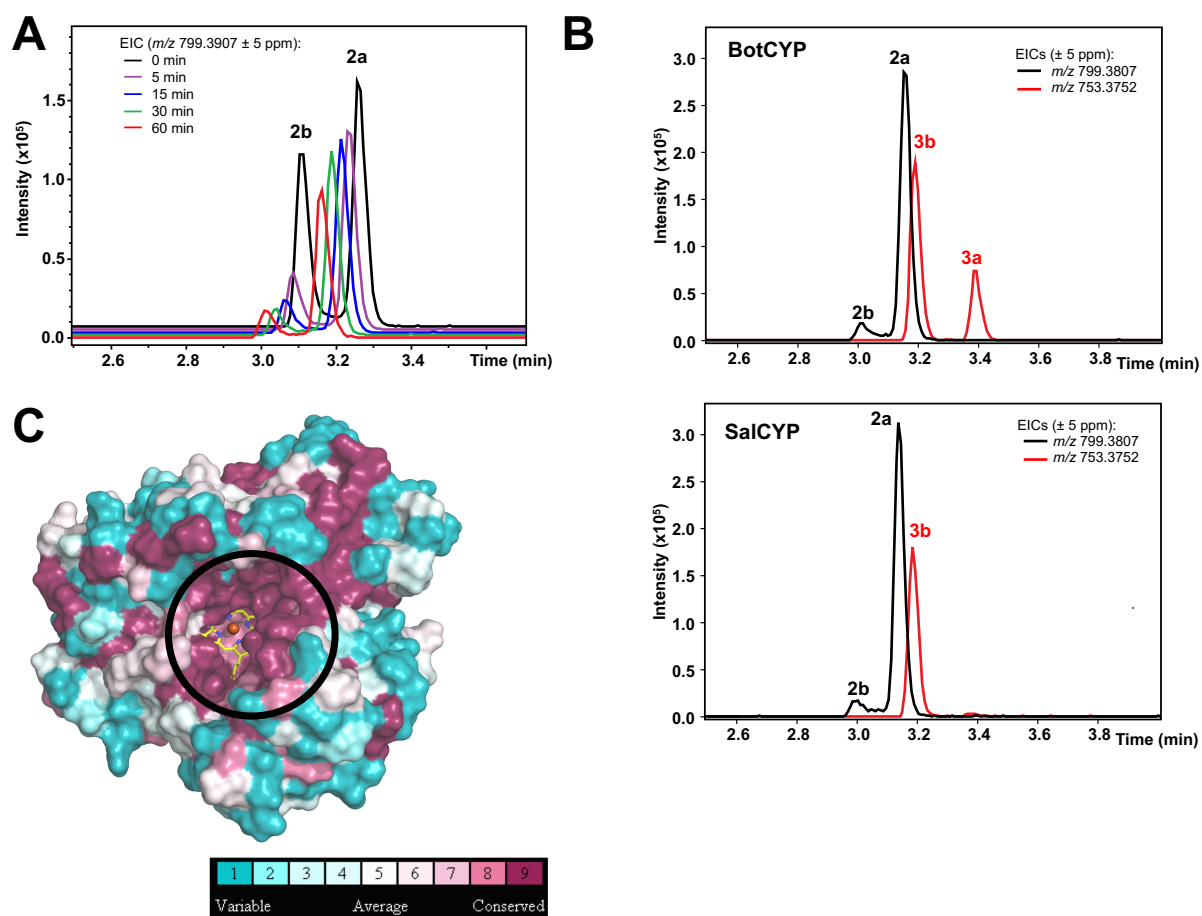 A
EIC (m/z 799.3907 ± 5 ppm):
0 min
5 min
15 min
30 min
60 min
2a
2b
1.5
1.0
0.5
0.0
Intensity (x10⁵)
2.6
2.8
3.0
3.2
3.4
Time (min)
B
BotCYP
EICs (± 5 ppm):
m/z 799.3807
m/z 753.3752
2a
3b
3a
2b
3.0
2.5
2.0
1.5
1.0
0.5
0.0
Intensity (x10⁵)
2.6
2.8
3.0
3.2
3.4
3.6
3.8
Time (min)
SalCYP
EICs (± 5 ppm):
m/z 799.3807
m/z 753.3752
2a
3b
2b
3.0
2.5
2.0
1.5
1.0
0.5
0.0
Intensity (x10⁵)
2.6
2.8
3.0
3.2
3.4
3.6
3.8
Time (min)
C
1 2 3 4 5 6 7 8 9
Variable Average Conserved